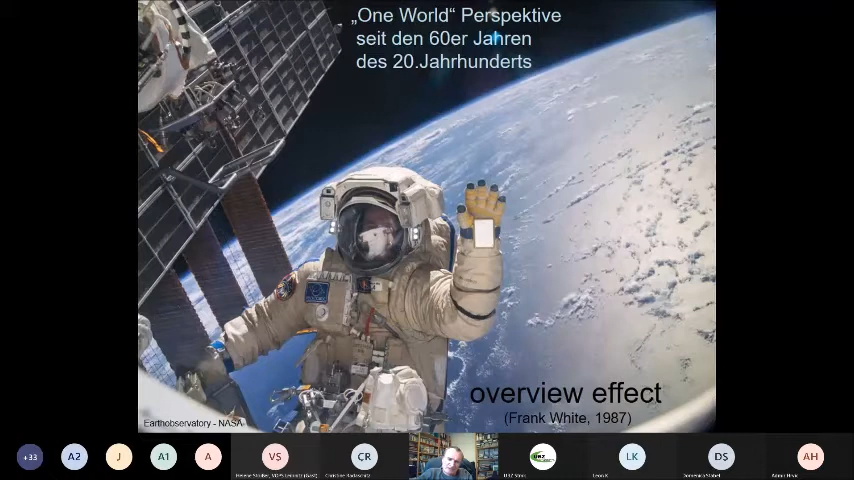 „One World“ Perspektive
seit den 60er Jahren
des 20.Jahrhunderts
overview effect
(Frank White, 1987)
Earthobservatory - NASA
+33
A2
J
A1
A
VS
CR
UBZ
LK
DS
AH